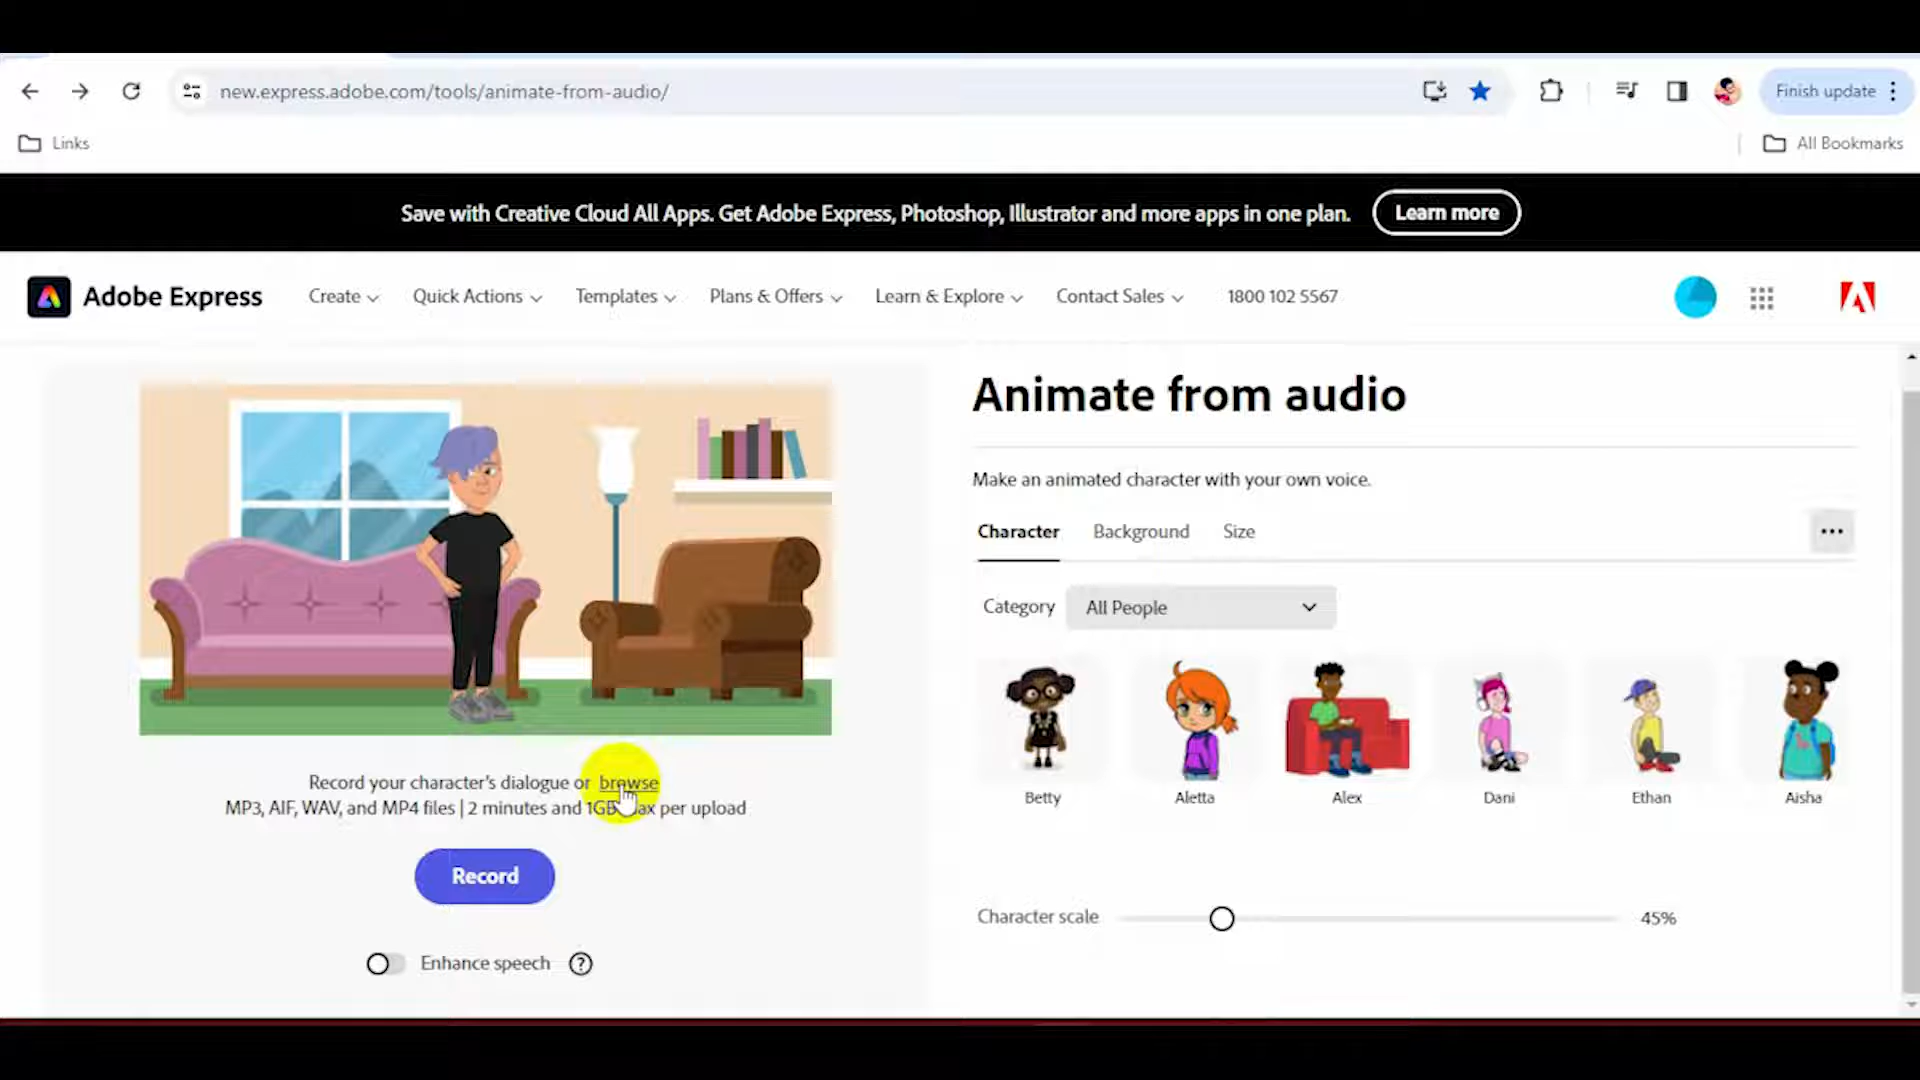 new.express.adobe.com/tools/animate-from-audio/
Finish update
Links
All Bookmarks
Save with Creative Cloud All Apps. Get Adobe Express, Photoshop, Illustrator and more apps in one plan.
Learn more
Adobe Express
Create
Quick Actions
Templates
Plans & Offers
Learn & Explore
Contact Sales
1800 102 5567
Animate from audio
Make an animated character with your own voice.
Character
Background
Size
Category
All People
Betty
Aletta
Alex
Dani
Ethan
Aisha
Character scale
45%
Record your character's dialogue or browse
MP3, AIF, WAV, and MP4 files | 2 minutes and 1GB max per upload
Record
Enhance speech